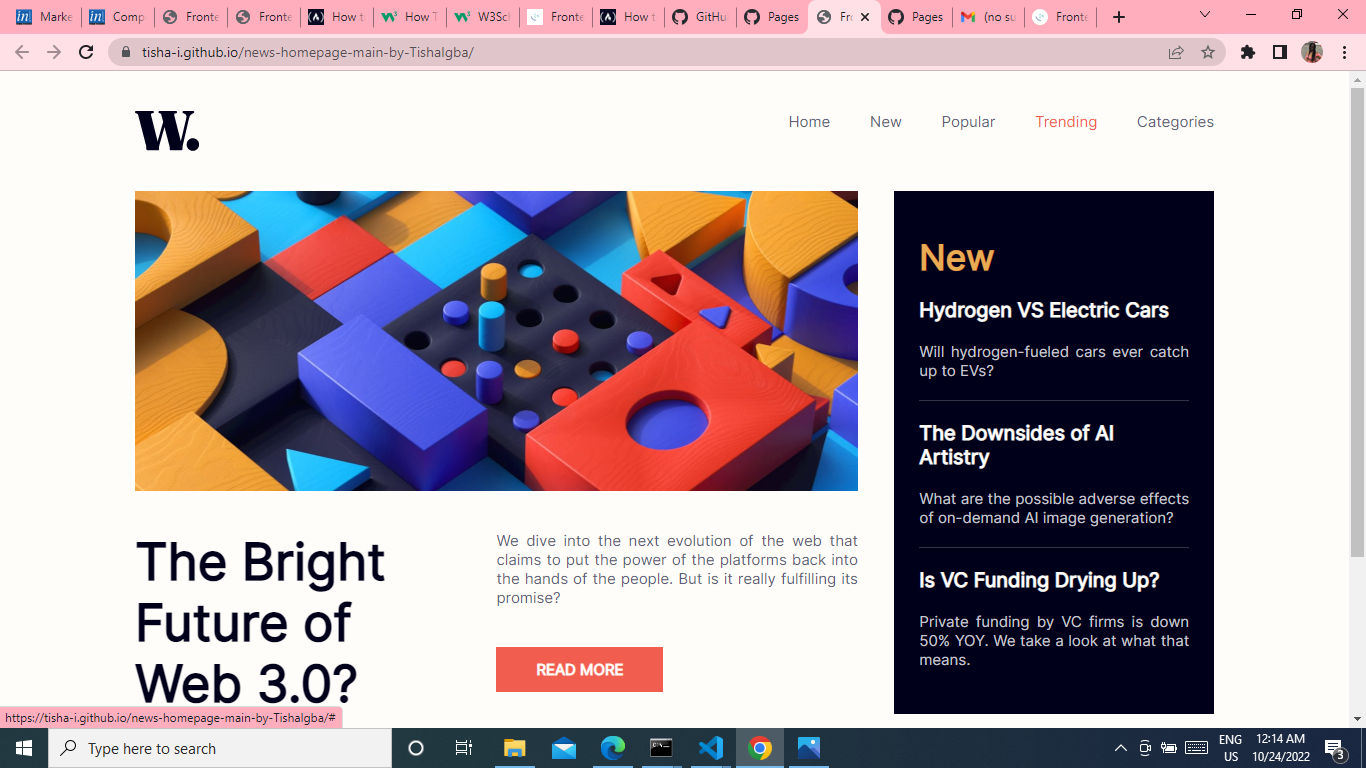 Marke
Comp
Fronte
Fronte
How t
How T
W3Sch
Fronte
How t
GitHu
Pages
Fro
Pages
(no su
Fronte
tisha-i.github.io/news-homepage-main-by-TishaIgba/
W.
Home New Popular Trending Categories
New
Hydrogen VS Electric Cars
Will hydrogen-fueled cars ever catch
up to EVs?
The Downsides of AI
Artistry
What are the possible adverse effects
of on-demand AI image generation?
Is VC Funding Drying Up?
Private funding by VC firms is down
50% YOY. We take a look at what that
means.
The Bright
Future of
Web 3.0?
We dive into the next evolution of the web that
claims to put the power of the platforms back into
the hands of the people. But is it really fulfilling its
promise?
READ MORE
https://tisha-i.github.io/news-homepage-main-by-TishaIgba/#
Type here to search
ENG
US
12:14 AM
10/24/2022
3